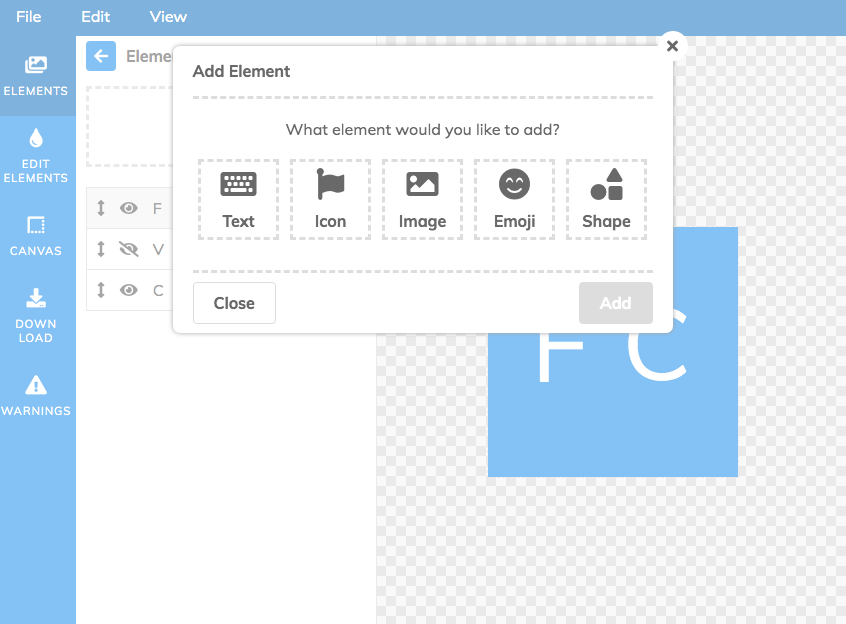 File Edit View
ELEMENTS
EDIT
ELEMENTS
CANVAS
DOWN
LOAD
WARNINGS
Add Element
What element would you like to add?
Text Icon Image Emoji Shape
Close Add
F
V
C
F C